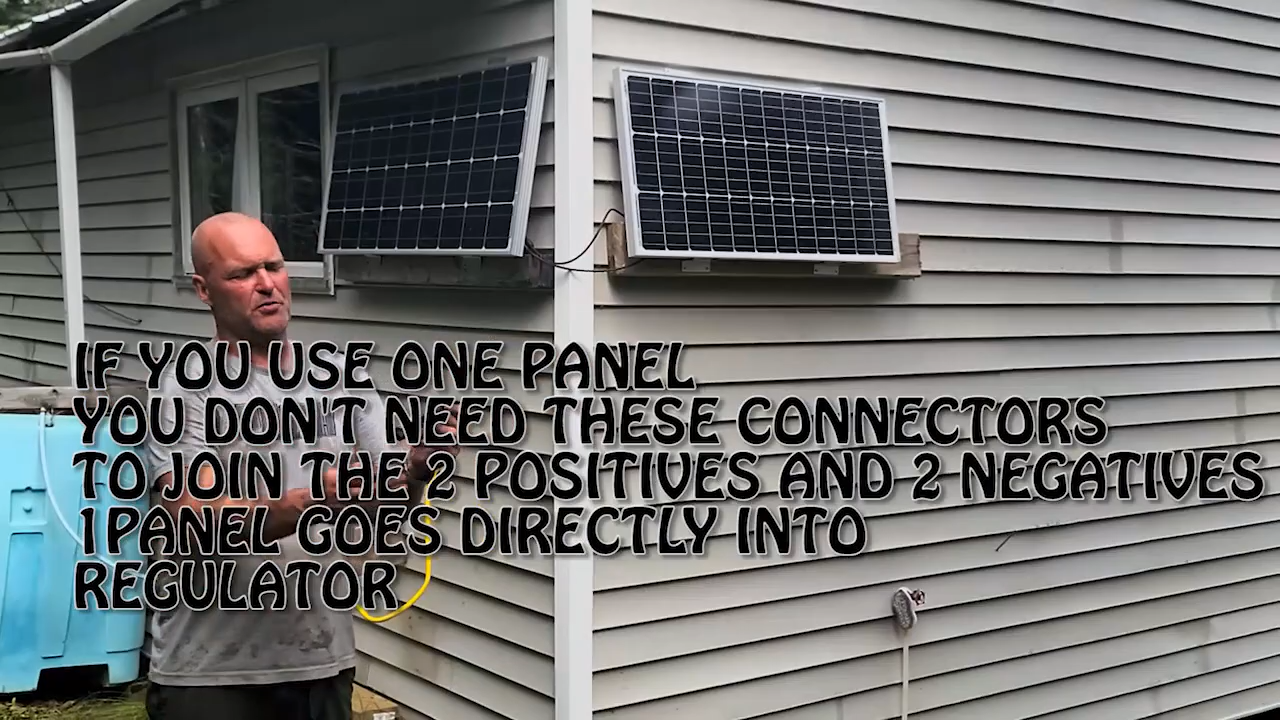 IF YOU USE ONE PANEL
YOU DON'T NEED THESE CONNECTORS
TO JOIN THE 2 POSITIVES AND 2 NEGATIVES
1PANEL GOES DIRECTLY INTO
REGULATOR